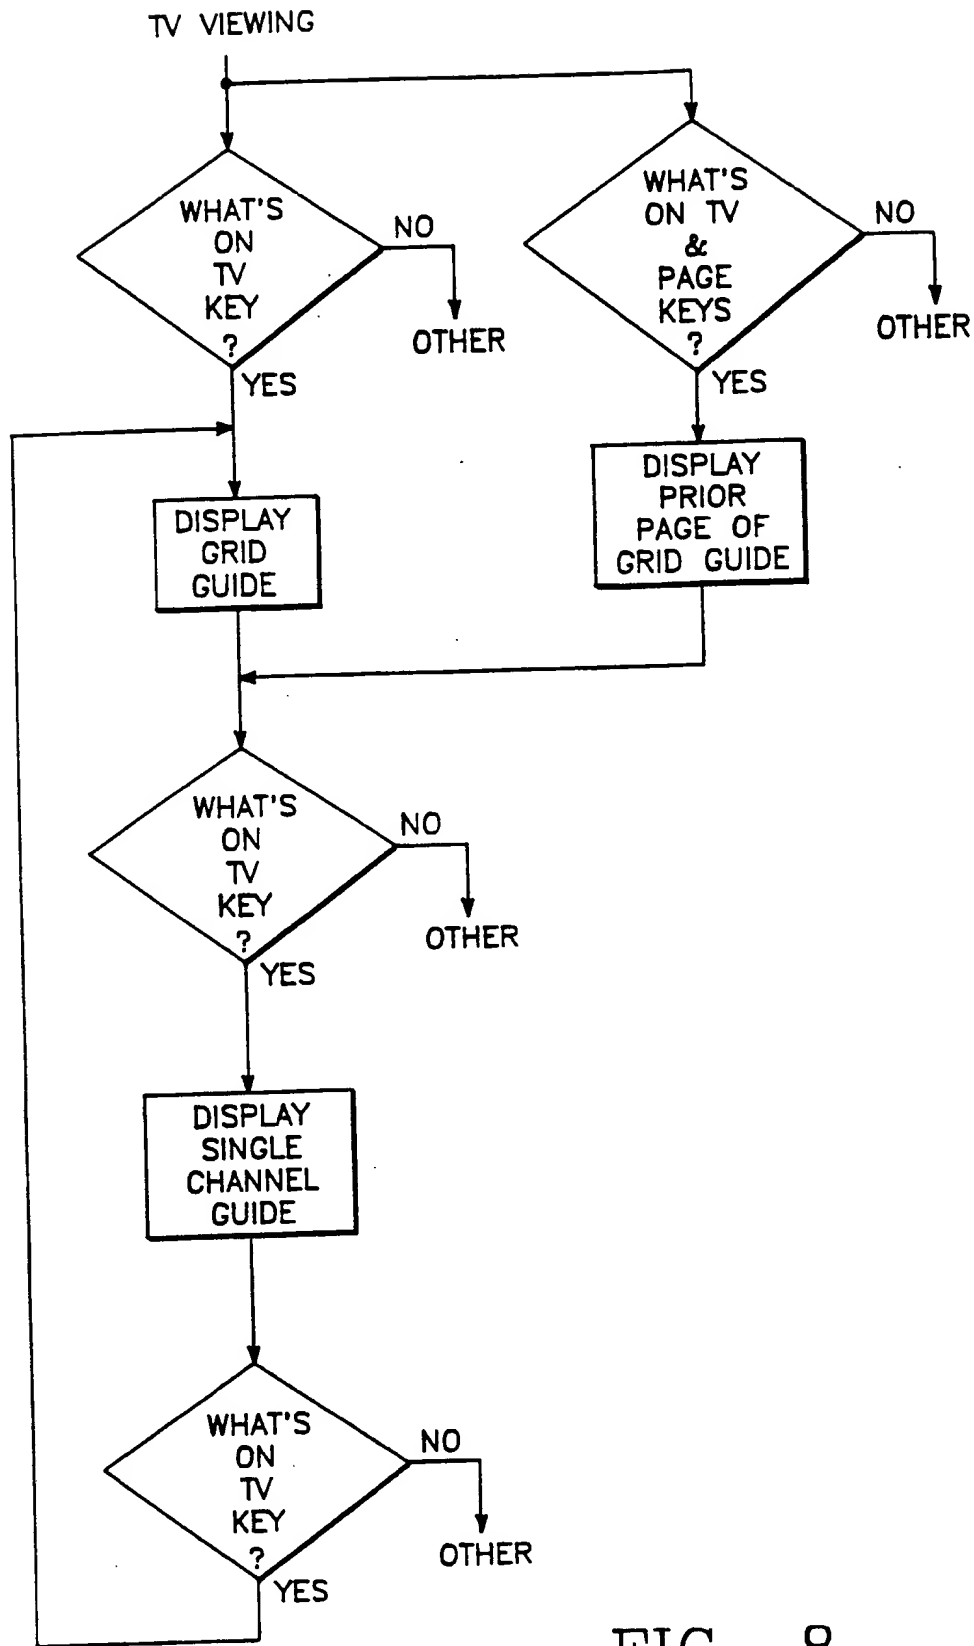 TV VIEWING
WHAT'S
ON
TV
KEY
?
NO
OTHER
YES
WHAT'S
ON TV
&
PAGE
KEYS
?
NO
OTHER
YES
DISPLAY
GRID
GUIDE
DISPLAY
PRIOR
PAGE OF
GRID GUIDE
WHAT'S
ON
TV
KEY
?
NO
OTHER
YES
DISPLAY
SINGLE
CHANNEL
GUIDE
WHAT'S
ON
TV
KEY
?
NO
OTHER
YES
FIG. 8